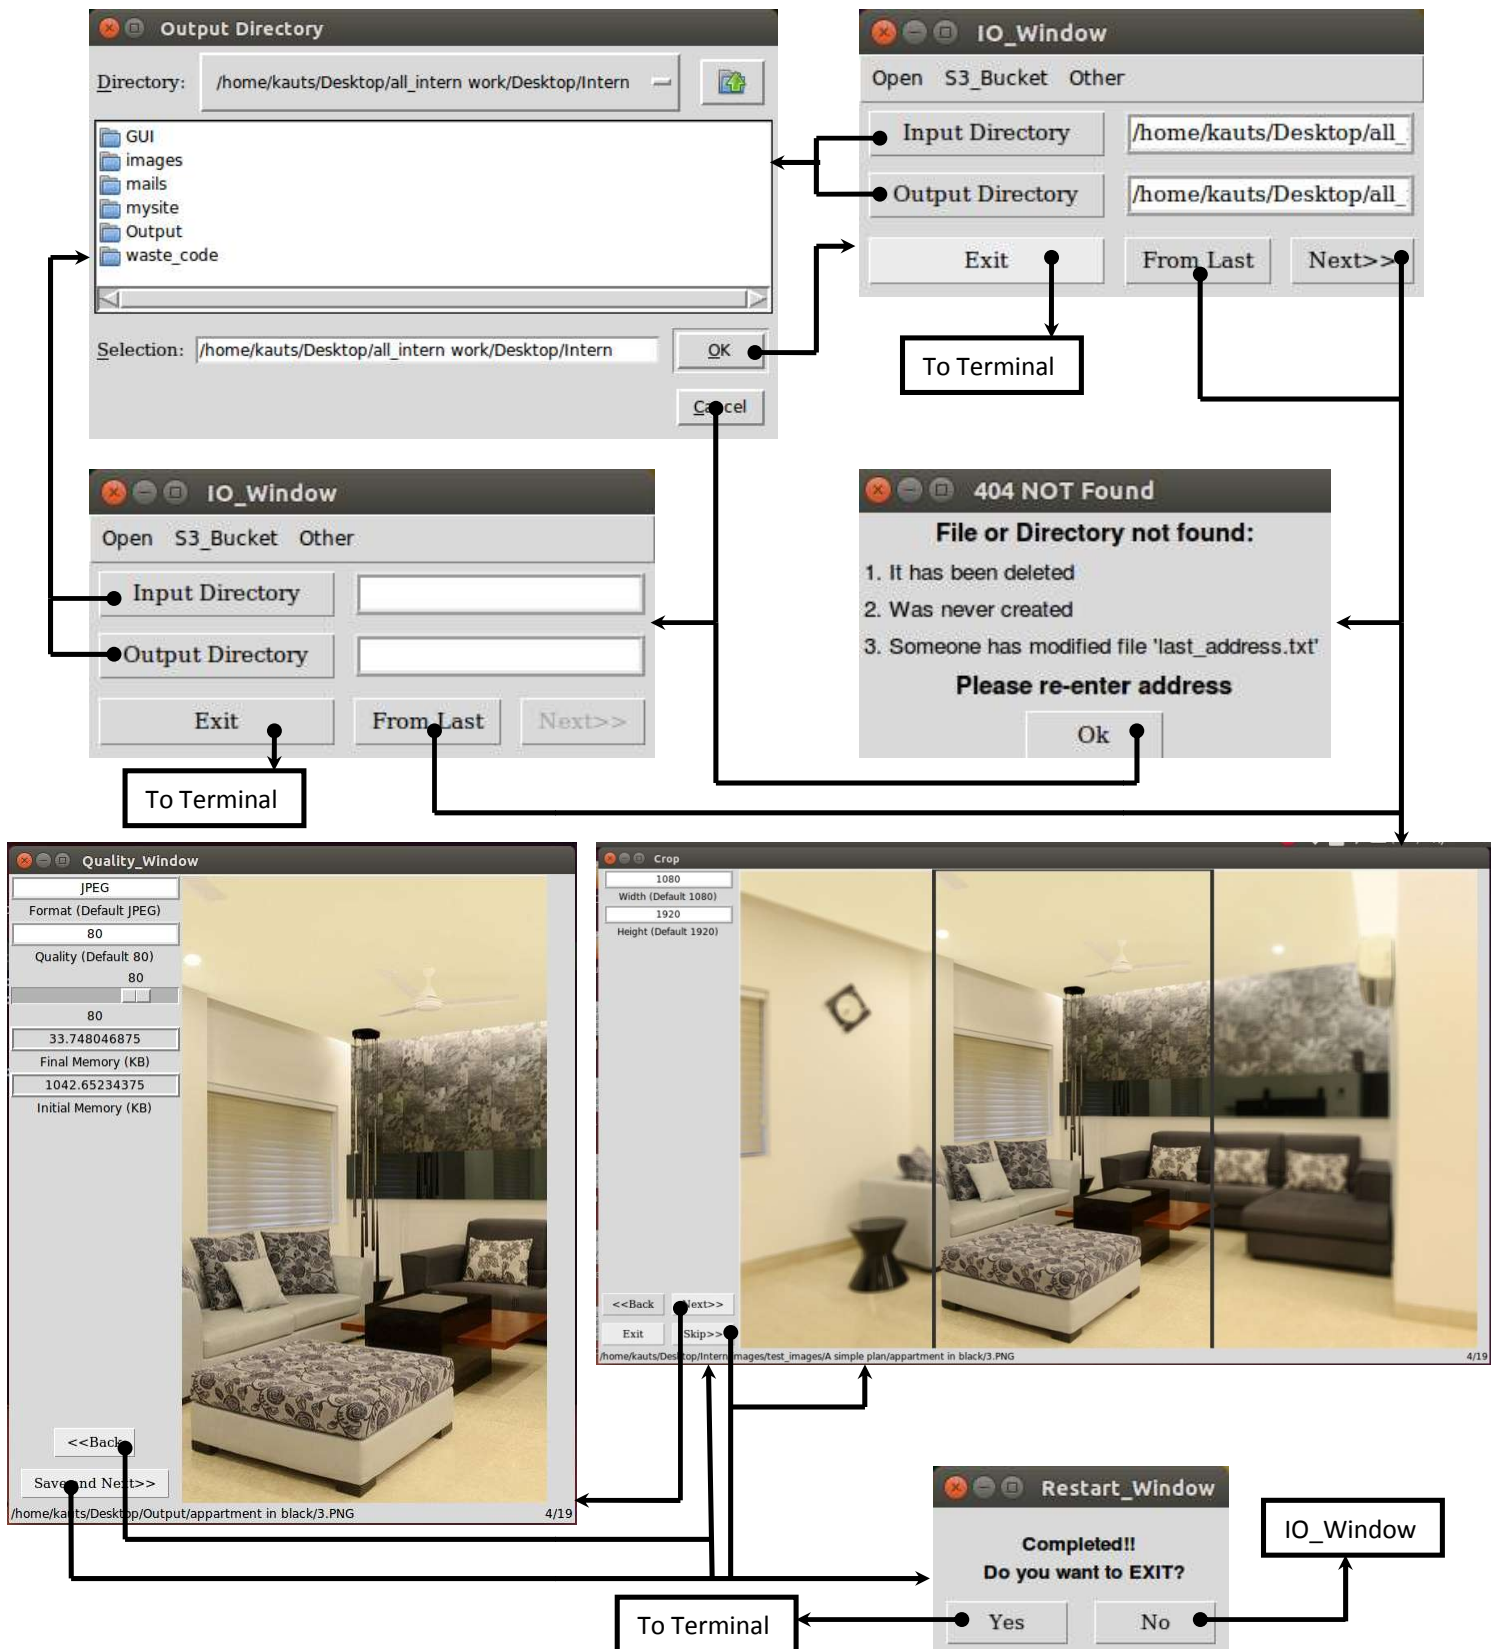 Output Directory
Directory: /home/kauts/Desktop/all_intern work/Desktop/Intern
GUI
images
mails
mysite
Output
waste_code
Selection: /home/kauts/Desktop/all_intern work/Desktop/Intern OK
Cancel
IO_Window
Open S3_Bucket Other
Input Directory /home/kauts/Desktop/all_
Output Directory /home/kauts/Desktop/all_
Exit From Last Next>>
To Terminal
IO_Window
Open S3_Bucket Other
Input Directory
Output Directory
Exit From Last Next>>
To Terminal
404 NOT Found
File or Directory not found:
1. It has been deleted
2. Was never created
3. Someone has modified file 'last_address.txt'
Please re-enter address
Ok
Quality_Window
JPEG
Format (Default JPEG)
80
Quality (Default 80)
80
80
33.748046875
Final Memory (KB)
1042.65234375
Initial Memory (KB)
<<Back
Save and Next>>
/home/kauts/Desktop/Output/appartment in black/3.PNG 4/19
Crop
1080
Width (Default 1080)
1920
Height (Default 1920)
<<Back Next>>
Exit Skip>>
/home/kauts/Desktop/Intern/images/test_images/A simple plan/appartment in black/3.PNG 4/19
Restart_Window
Completed!!
Do you want to EXIT?
Yes No
IO_Window
To Terminal